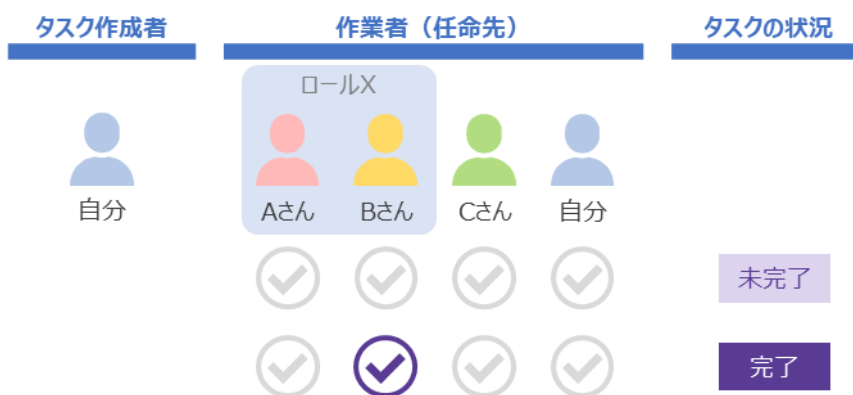 タスク作成者 作業者（任命先） タスクの状況
ロールX
自分 Aさん Bさん Cさん 自分
未完了
完了